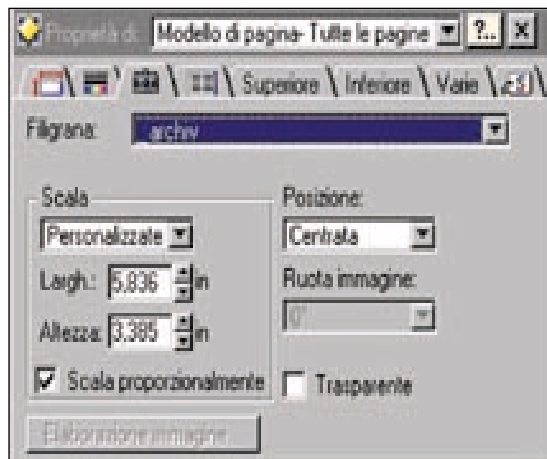 Proprietà di: Modello di pagina- Tutte le pagine ?.. x
Superiore Inferiore Varie
Filigrana: _archiv
Scala
Personalizzate
Largh.: 5.836 in
Altezza: 3.385 in
Scala proporzionalmente
Posizione:
Centrata
Ruota immagine:
0°
Trasparente
Elaborazione immagine...